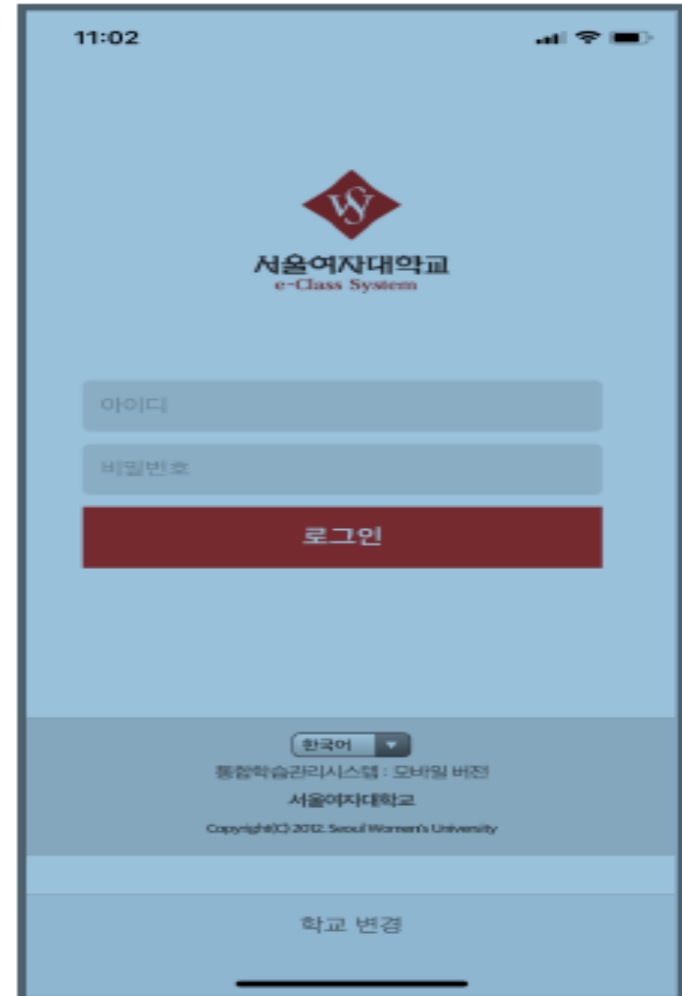 11:02
서울여자대학교
e-Class System
아이디
비밀번호
로그인
한국어
통합학습관리시스템 : 모바일 버전
서울여자대학교
Copyright(C) 2012. Seoul Women's University
학교 변경